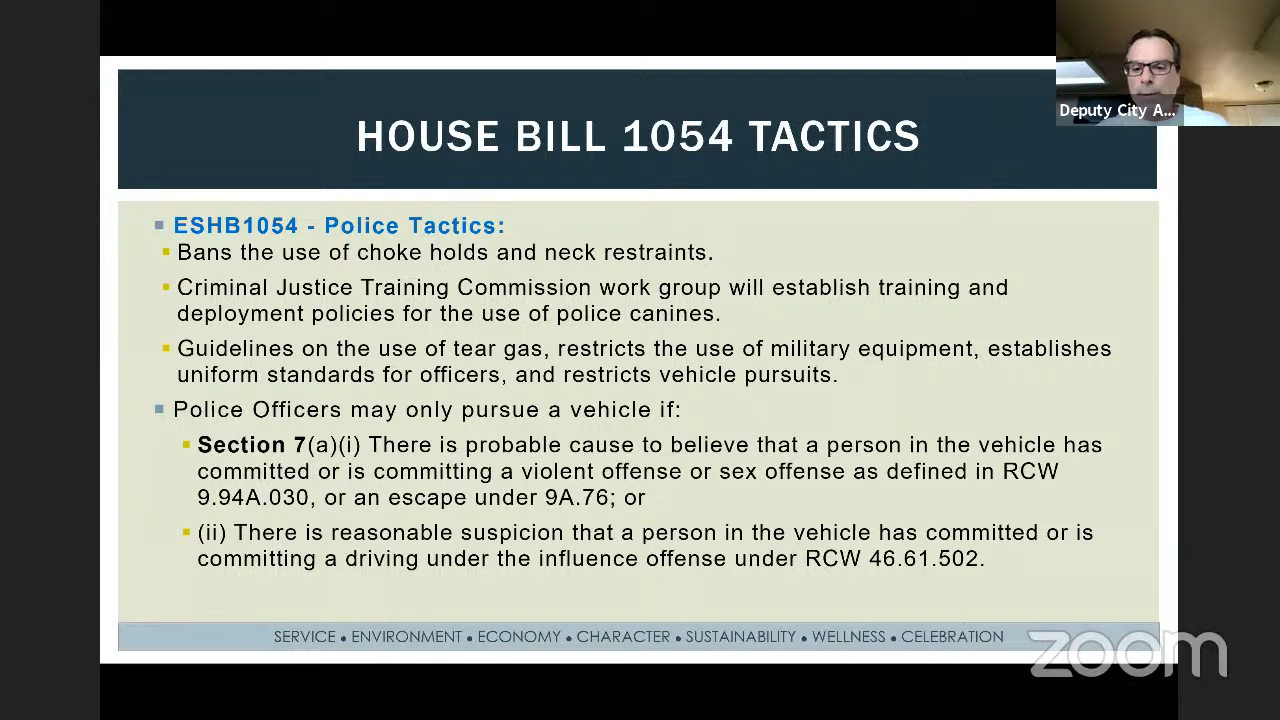 HOUSE BILL 1054 TACTICS
Deputy City A...
ESHB1054 - Police Tactics:
Bans the use of choke holds and neck restraints.
Criminal Justice Training Commission work group will establish training and
deployment policies for the use of police canines.
Guidelines on the use of tear gas, restricts the use of military equipment, establishes
uniform standards for officers, and restricts vehicle pursuits.
Police Officers may only pursue a vehicle if:
Section 7(a)(i) There is probable cause to believe that a person in the vehicle has
committed or is committing a violent offense or sex offense as defined in RCW
9.94A.030, or an escape under 9A.76; or
(ii) There is reasonable suspicion that a person in the vehicle has committed or is
committing a driving under the influence offense under RCW 46.61.502.
SERVICE • ENVIRONMENT • ECONOMY • CHARACTER • SUSTAINABILITY • WELLNESS • CELEBRATION
zoom